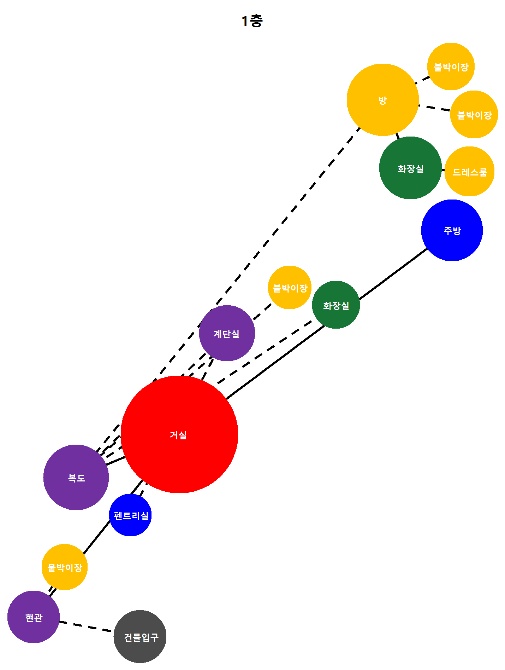 1층
붙박이장
방
붙박이장
화장실
드레스룸
주방
붙박이장
화장실
계단실
거실
복도
펜트리실
붙박이장
현관
건물입구